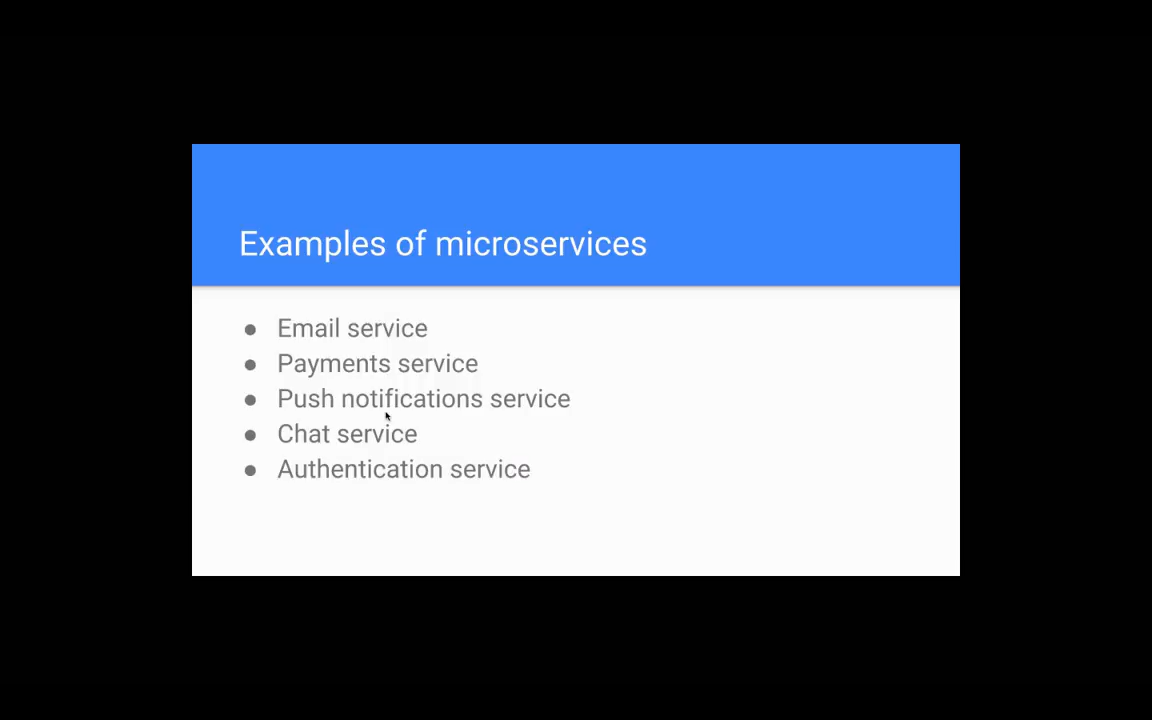 Examples of microservices
● Email service
● Payments service
● Push notifications service
● Chat service
● Authentication service